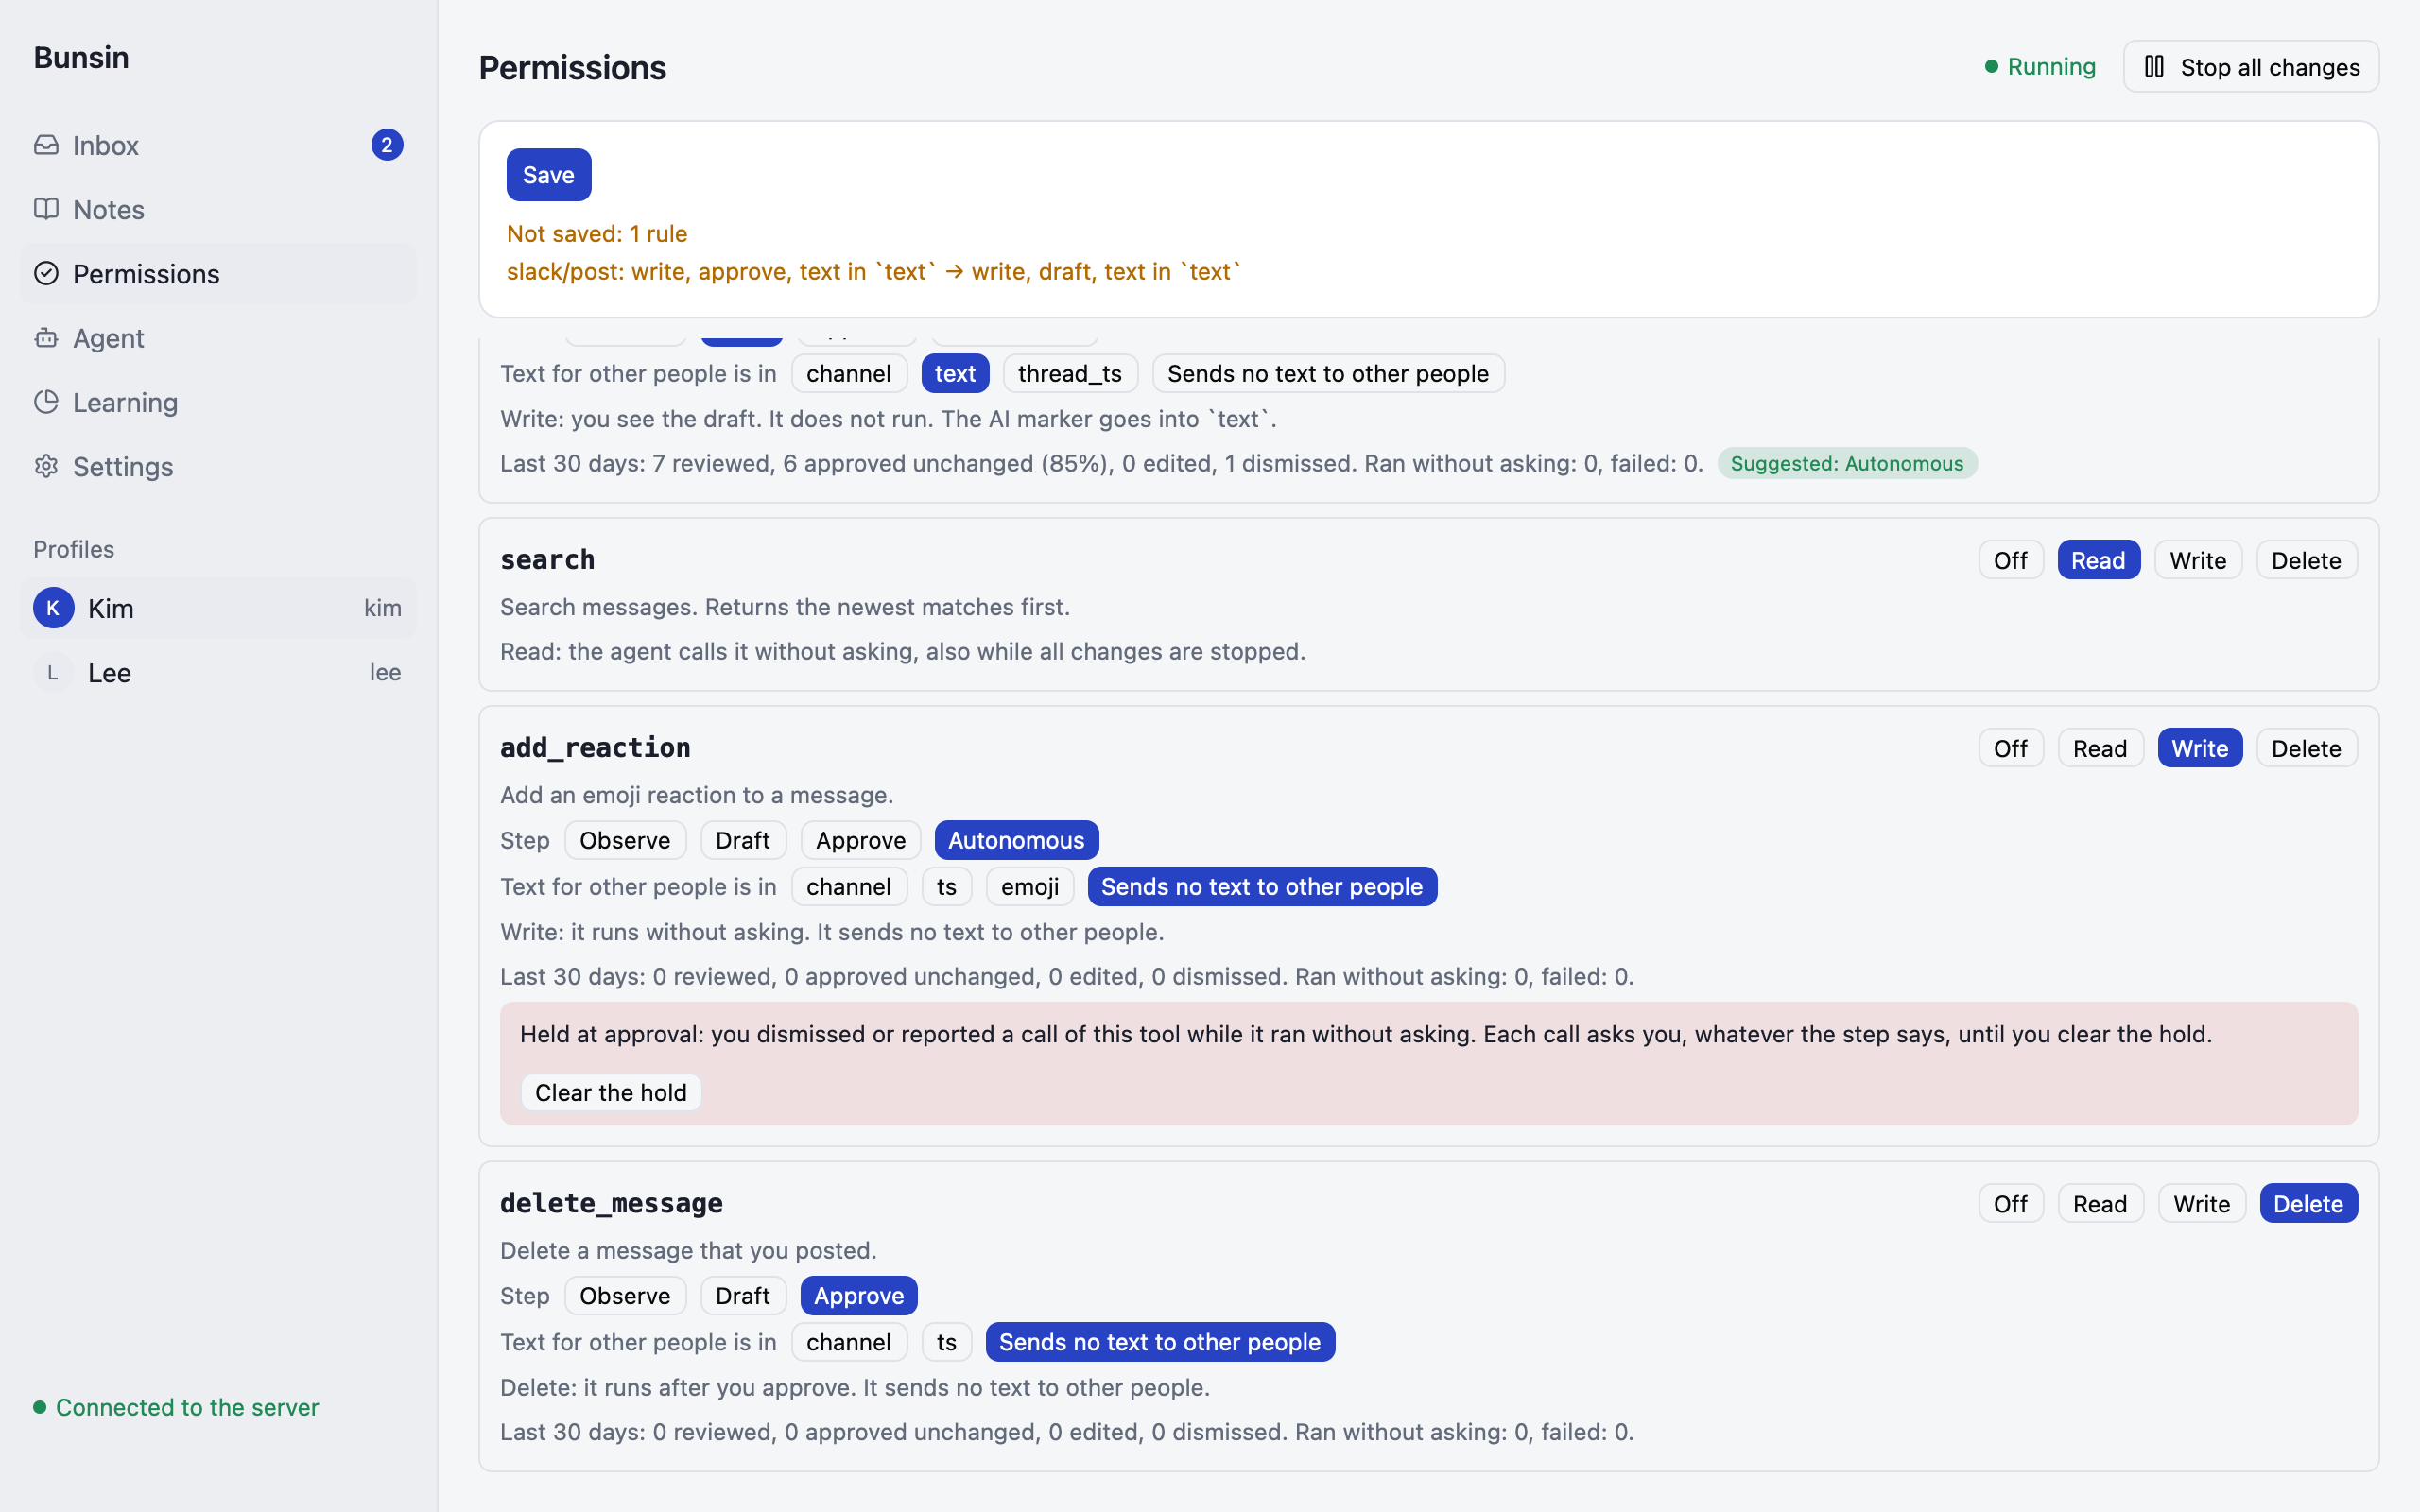 Bunsin
Inbox 2
Notes
Permissions
Agent
Learning
Settings
Profiles
K Kim kim
L Lee lee
Connected to the server
Permissions
Running
Stop all changes
Save
Not saved: 1 rule
slack/post: write, approve, text in `text` → write, draft, text in `text`
Text for other people is in channel text thread_ts Sends no text to other people
Write: you see the draft. It does not run. The AI marker goes into `text`.
Last 30 days: 7 reviewed, 6 approved unchanged (85%), 0 edited, 1 dismissed. Ran without asking: 0, failed: 0. Suggested: Autonomous
search Off Read Write Delete
Search messages. Returns the newest matches first.
Read: the agent calls it without asking, also while all changes are stopped.
add_reaction Off Read Write Delete
Add an emoji reaction to a message.
Step Observe Draft Approve Autonomous
Text for other people is in channel ts emoji Sends no text to other people
Write: it runs without asking. It sends no text to other people.
Last 30 days: 0 reviewed, 0 approved unchanged, 0 edited, 0 dismissed. Ran without asking: 0, failed: 0.
Held at approval: you dismissed or reported a call of this tool while it ran without asking. Each call asks you, whatever the step says, until you clear the hold.
Clear the hold
delete_message Off Read Write Delete
Delete a message that you posted.
Step Observe Draft Approve
Text for other people is in channel ts Sends no text to other people
Delete: it runs after you approve. It sends no text to other people.
Last 30 days: 0 reviewed, 0 approved unchanged, 0 edited, 0 dismissed. Ran without asking: 0, failed: 0.